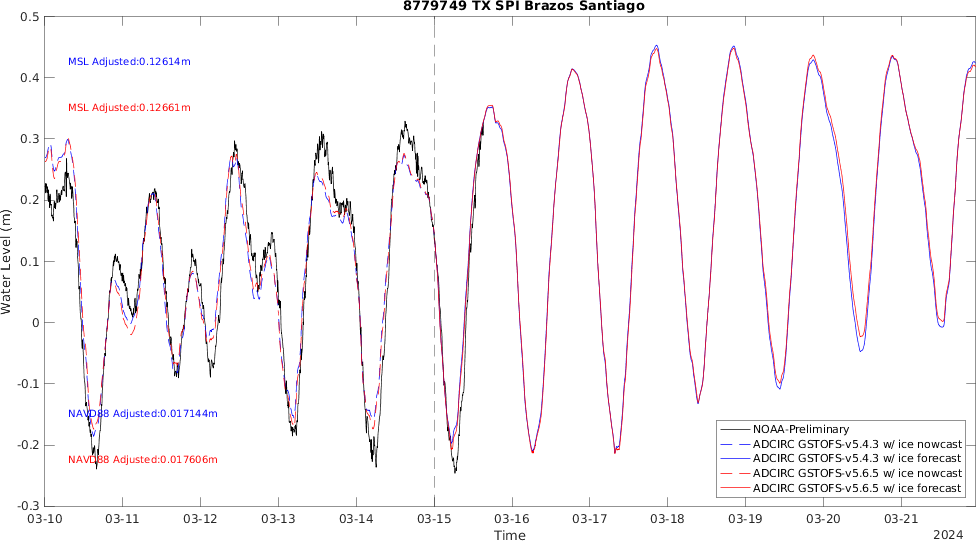 8779749 TX SPI Brazos Santiago
0.5
MSL Adjusted:0.12614m
0.4
MSL Adjusted:0.12661m
0.3
0.2
Water Level (m)
0.1
0
-0.1
NAVD88 Adjusted:0.017144m
-0.2
NAVD88 Adjusted:0.017606m
-0.3
NOAA-Preliminary
ADCIRC GSTOFS-v5.4.3 w/ ice nowcast
ADCIRC GSTOFS-v5.4.3 w/ ice forecast
ADCIRC GSTOFS-v5.6.5 w/ ice nowcast
ADCIRC GSTOFS-v5.6.5 w/ ice forecast
03-10 03-11 03-12 03-13 03-14 03-15 03-16 03-17 03-18 03-19 03-20 03-21
Time
2024